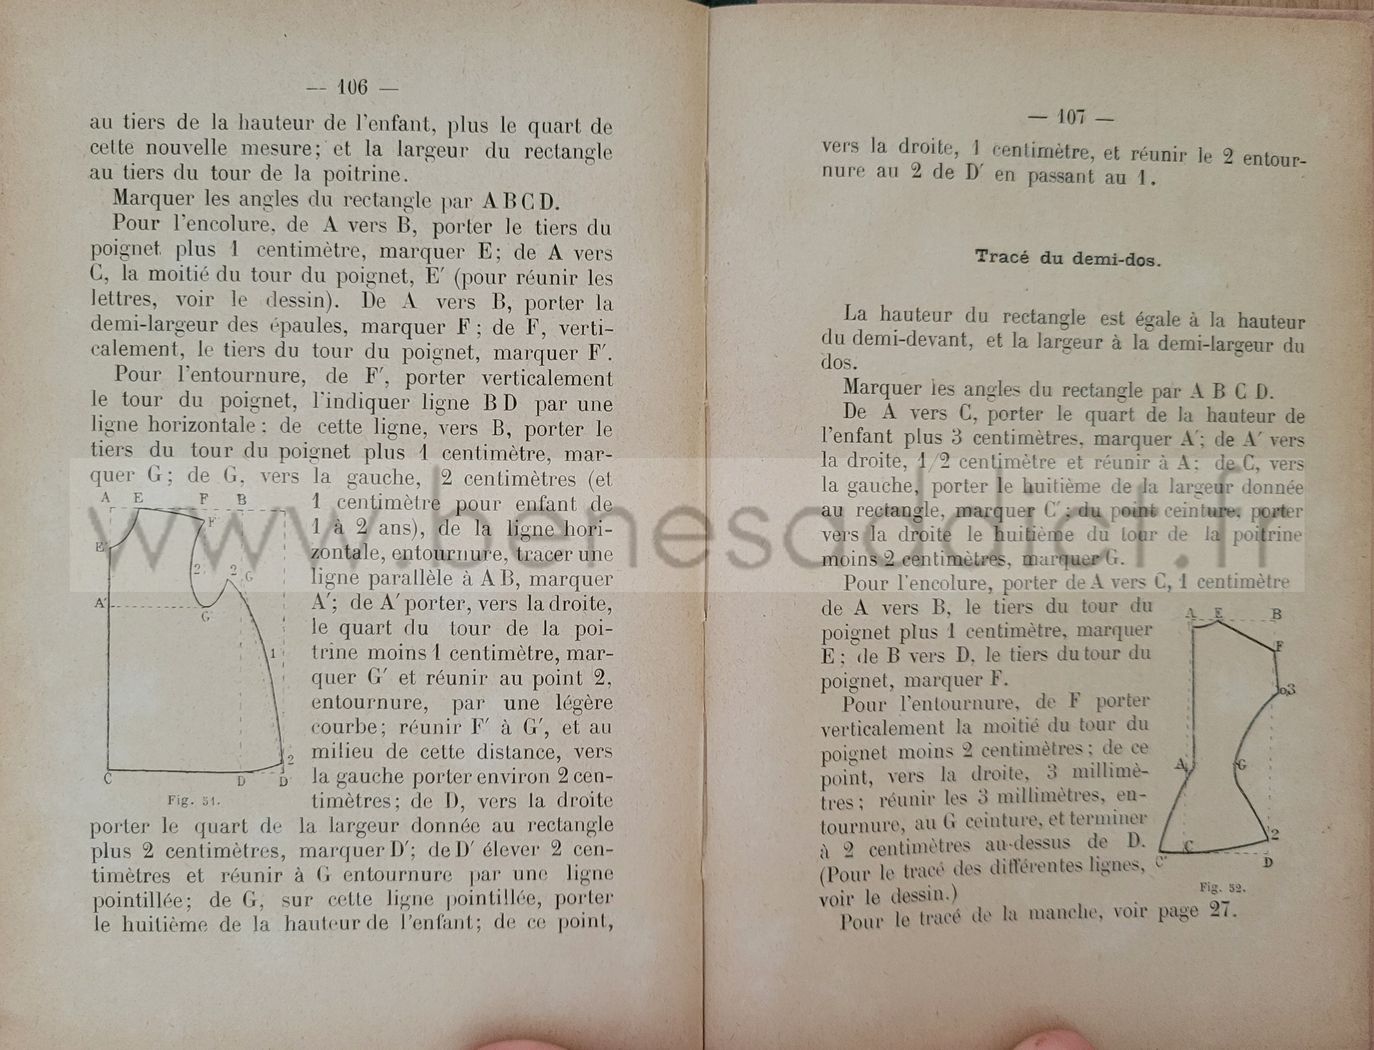 — 106 —
au tiers de la hauteur de l'enfant, plus le quart de
cette nouvelle mesure; et la largeur du rectangle
au tiers du tour de la poitrine.
Marquer les angles du rectangle par A B C D.
Pour l'encolure, de A vers B, porter le tiers du
poignet plus 1 centimètre, marquer E; de A vers
C, la moitié du tour du poignet, E′ (pour réunir les
lettres, voir le dessin). De A vers B, porter la
demi-largeur des épaules, marquer F; de F, verti-
calement, le tiers du tour du poignet, marquer F′.
Pour l'entournure, de F′, porter verticalement
le tour du poignet, l'indiquer ligne B D par une
ligne horizontale : de cette ligne, vers B, porter le
tiers du tour du poignet plus 1 centimètre, mar-
quer G; de G, vers la gauche, 2 centimètres (et
1 centimètre pour enfant de
1 à 2 ans), de la ligne hori-
zontale, entournure, tracer une
ligne parallèle à A B, marquer
A′; de A′ porter, vers la droite,
le quart du tour de la poi-
trine moins 1 centimètre, mar-
quer G′ et réunir au point 2,
entournure, par une légère
courbe; réunir F′ à G′, et au
milieu de cette distance, vers
la gauche porter environ 2 cen-
timètres; de D, vers la droite
porter le quart de la largeur donnée au rectangle
plus 2 centimètres, marquer D′; de D′ élever 2 cen-
timètres et réunir à G entournure par une ligne
pointillée; de G, sur cette ligne pointillée, porter
le huitième de la hauteur de l'enfant; de ce point,
A E F B
F′
E′
2 2 G
A′
G′
1
2
C D D′
Fig. 51.
— 107 —
vers la droite, 1 centimètre, et réunir le 2 entour-
nure au 2 de D′ en passant au 1.
Tracé du demi-dos.
La hauteur du rectangle est égale à la hauteur
du demi-devant, et la largeur à la demi-largeur du
dos.
Marquer les angles du rectangle par A B C D.
De A vers C, porter le quart de la hauteur de
l'enfant plus 3 centimètres, marquer A′; de A′ vers
la droite, 1/2 centimètre et réunir à A; de C, vers
la gauche, porter le huitième de la largeur donnée
au rectangle, marquer C′; du point ceinture, porter
vers la droite le huitième du tour de la poitrine
moins 2 centimètres, marquer G.
Pour l'encolure, porter de A vers C, 1 centimètre
de A vers B, le tiers du tour du
poignet plus 1 centimètre, marquer
E; de B vers D, le tiers du tour du
poignet, marquer F.
Pour l'entournure, de F porter
verticalement la moitié du tour du
poignet moins 2 centimètres; de ce
point, vers la droite, 3 millimè-
tres; réunir les 3 millimètres, en-
tournure, au G ceinture, et terminer
à 2 centimètres au-dessus de D.
(Pour le tracé des différentes lignes,
voir le dessin.)
Pour le tracé de la manche, voir page 27.
A E B
F
0,3
A′ G
2
C′ C D
Fig. 52.
www.benesaddict.fr